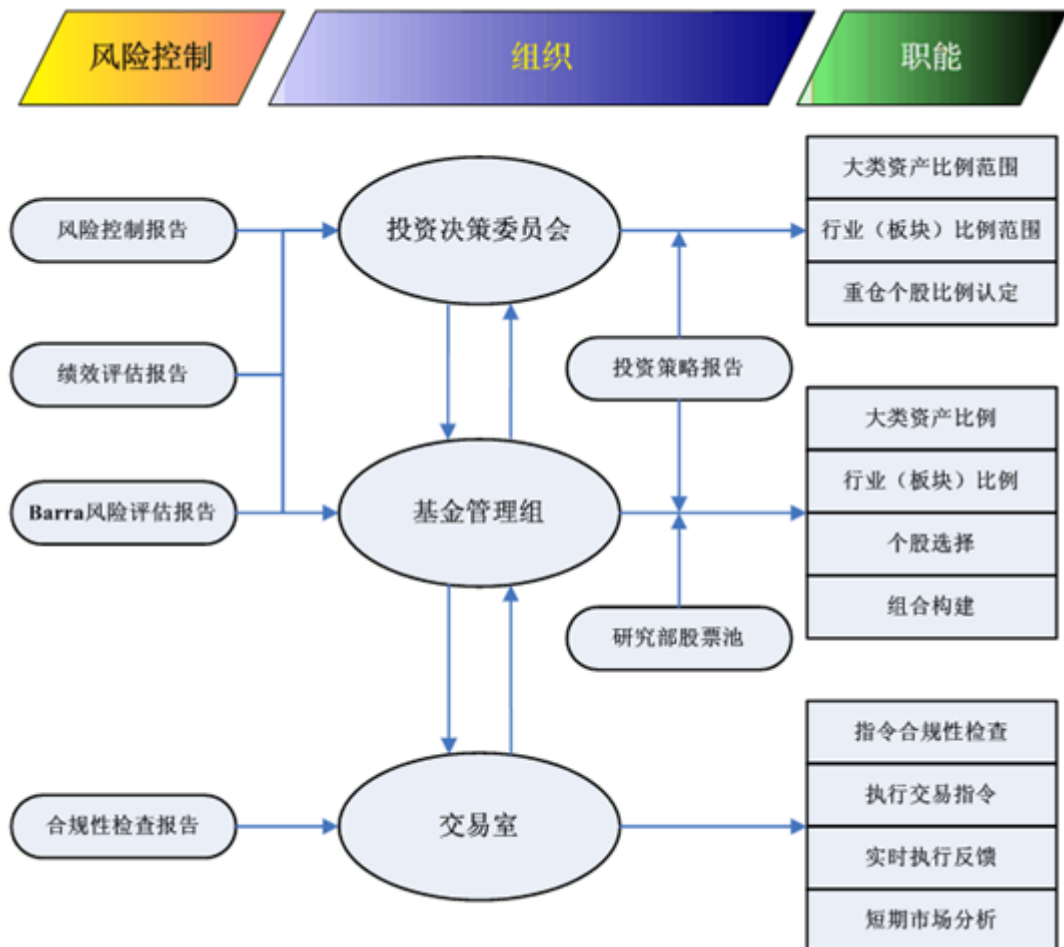 风险控制
组织
职能
大类资产比例范围
风险控制报告
投资决策委员会
行业（板块）比例范围
重仓个股比例认定
绩效评估报告
投资策略报告
大类资产比例
行业（板块）比例
Barra风险评估报告
基金管理组
个股选择
组合构建
研究部股票池
指令合规性检查
执行交易指令
合规性检查报告
交易室
实时执行反馈
短期市场分析